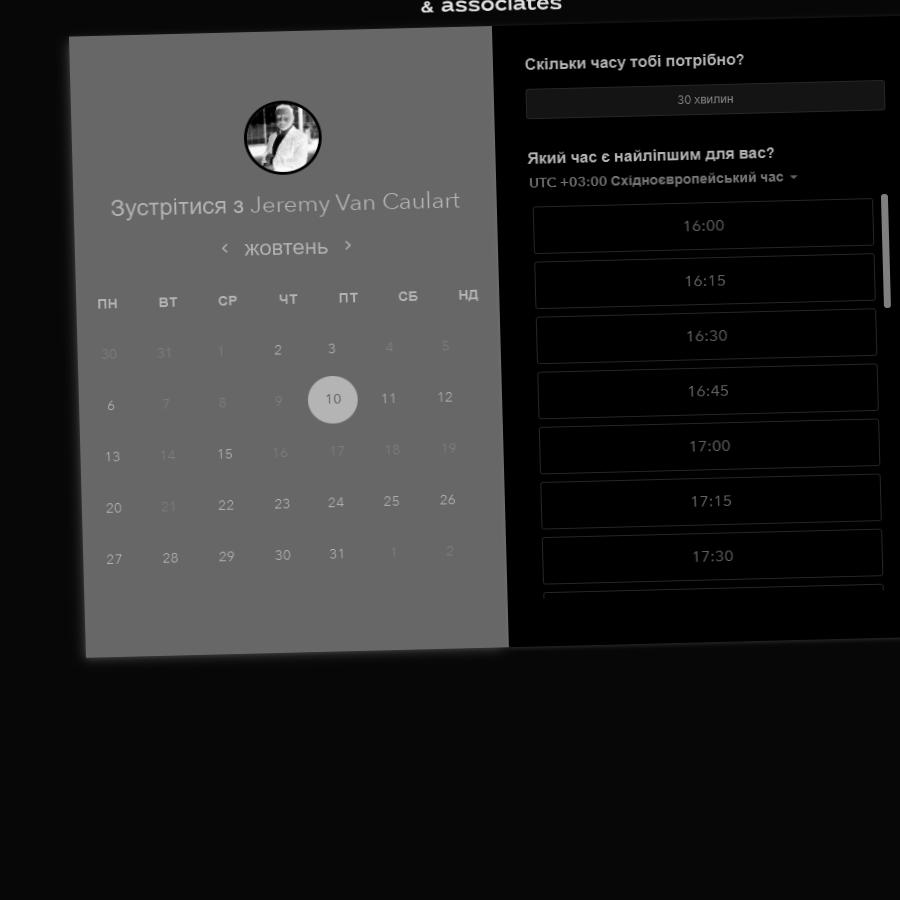 & associates
Зустрітися з Jeremy Van Caulart
жовтень
ПН ВТ СР ЧТ ПТ СБ НД
30 31 1 2 3 4 5
6 7 8 9 10 11 12
13 14 15 16 17 18 19
20 21 22 23 24 25 26
27 28 29 30 31 1 2
Скільки часу тобі потрібно?
30 хвилин
Який час є найліпшим для вас?
UTC +03:00 Східноєвропейський час
16:00
16:15
16:30
16:45
17:00
17:15
17:30